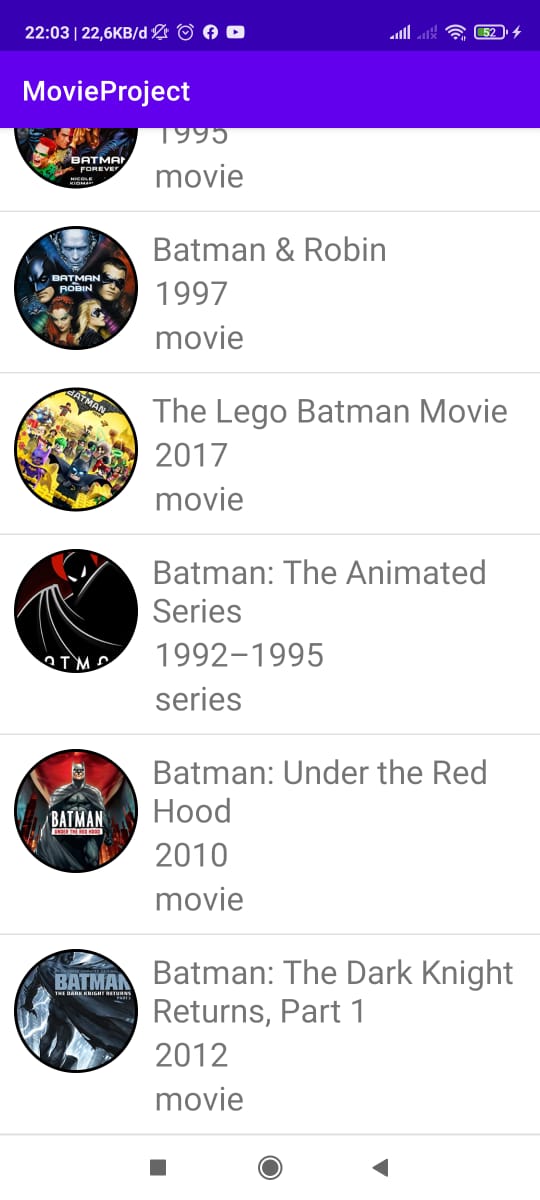 22:03 | 22,6KB/d
52
MovieProject
BATMAN
FOREVER
NICOLE
KIDMAN
1995
movie
BATMAN
&
ROBIN
Batman & Robin
1997
movie
BATMAN
The Lego Batman Movie
2017
movie
Batman: The Animated
Series
1992–1995
series
BATMAN
UNDER THE RED HOOD
Batman: Under the Red
Hood
2010
movie
BATMAN
THE DARK KNIGHT RETURNS
PART 1
Batman: The Dark Knight
Returns, Part 1
2012
movie